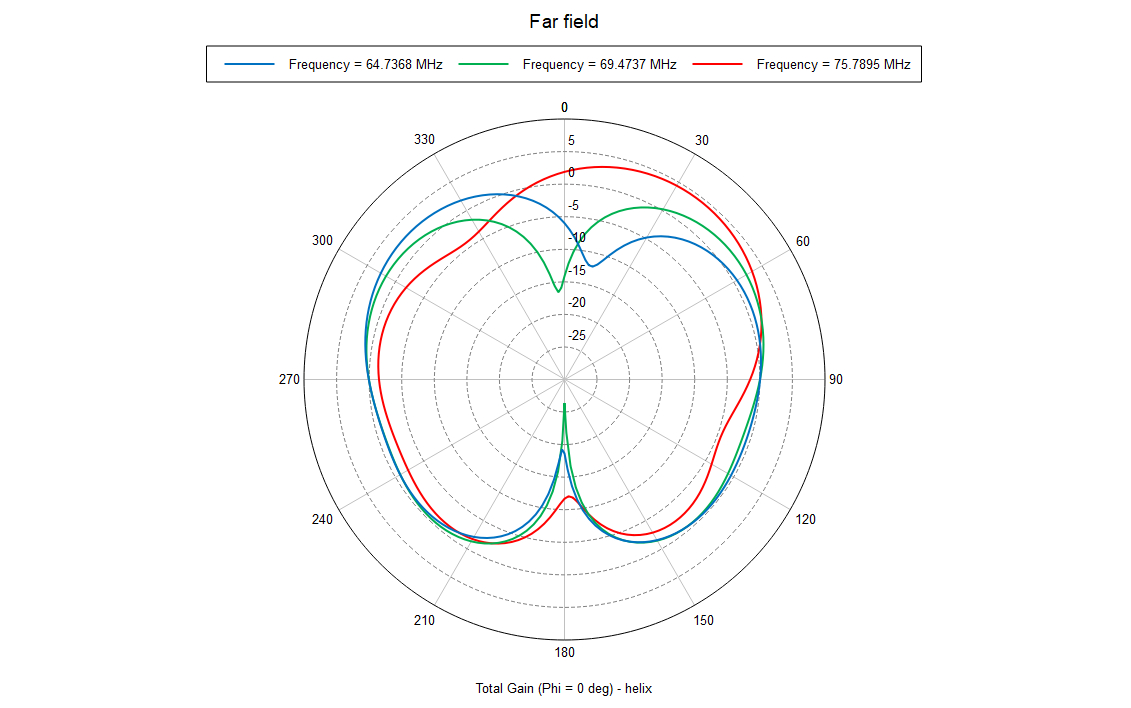 Far field
Frequency = 64.7368 MHz Frequency = 69.4737 MHz Frequency = 75.7895 MHz
0
330 5 30
0
-5
300 -10 60
-15
-20
-25
270 90
240 120
210 150
180
Total Gain (Phi = 0 deg) - helix